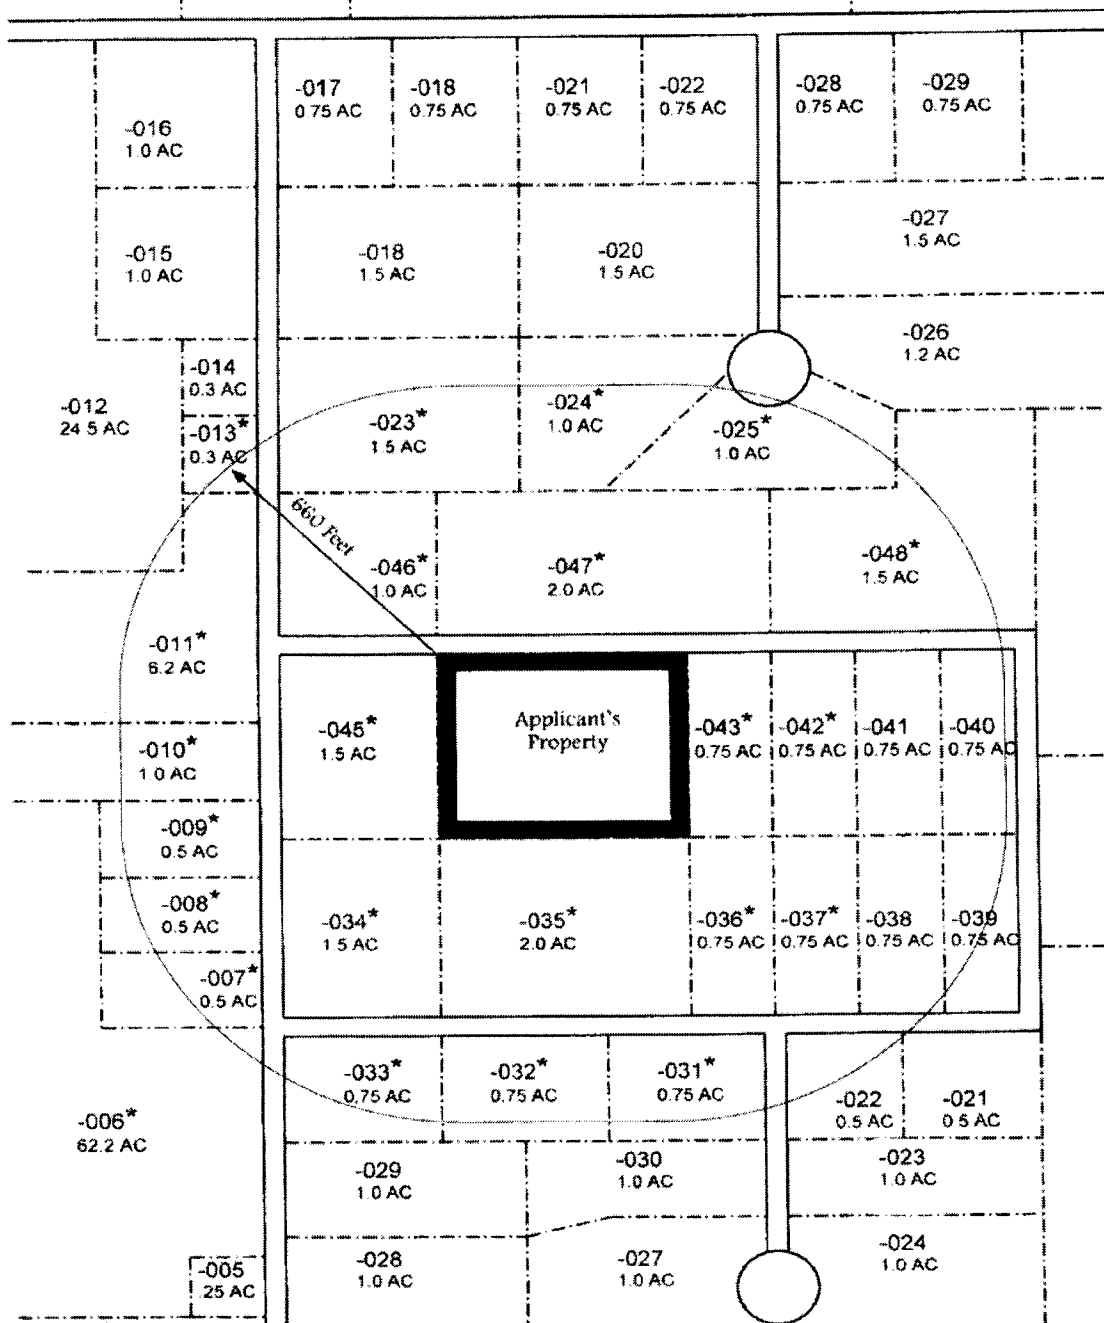 -017
0.75 AC
-018
0.75 AC
-021
0.75 AC
-022
0.75 AC
-028
0.75 AC
-029
0.75 AC
-016
1.0 AC
-015
1.0 AC
-018
1.5 AC
-020
1.5 AC
-027
1.5 AC
-026
1.2 AC
-014
0.3 AC
-012
24.5 AC
-013*
0.3 AC
-023*
1.5 AC
-024*
1.0 AC
-025*
1.0 AC
660 Feet
-046*
1.0 AC
-047*
2.0 AC
-048*
1.5 AC
-011*
6.2 AC
-010*
1.0 AC
-045*
1.5 AC
Applicant's
Property
-043*
0.75 AC
-042*
0.75 AC
-041
0.75 AC
-040
0.75 AC
-009*
0.5 AC
-008*
0.5 AC
-007*
0.5 AC
-034*
1.5 AC
-035*
2.0 AC
-036*
0.75 AC
-037*
0.75 AC
-038
0.75 AC
-039
0.75 AC
-033*
0.75 AC
-032*
0.75 AC
-031*
0.75 AC
-022
0.5 AC
-021
0.5 AC
-006*
62.2 AC
-029
1.0 AC
-030
1.0 AC
-023
1.0 AC
-005
.25 AC
-028
1.0 AC
-027
1.0 AC
-024
1.0 AC